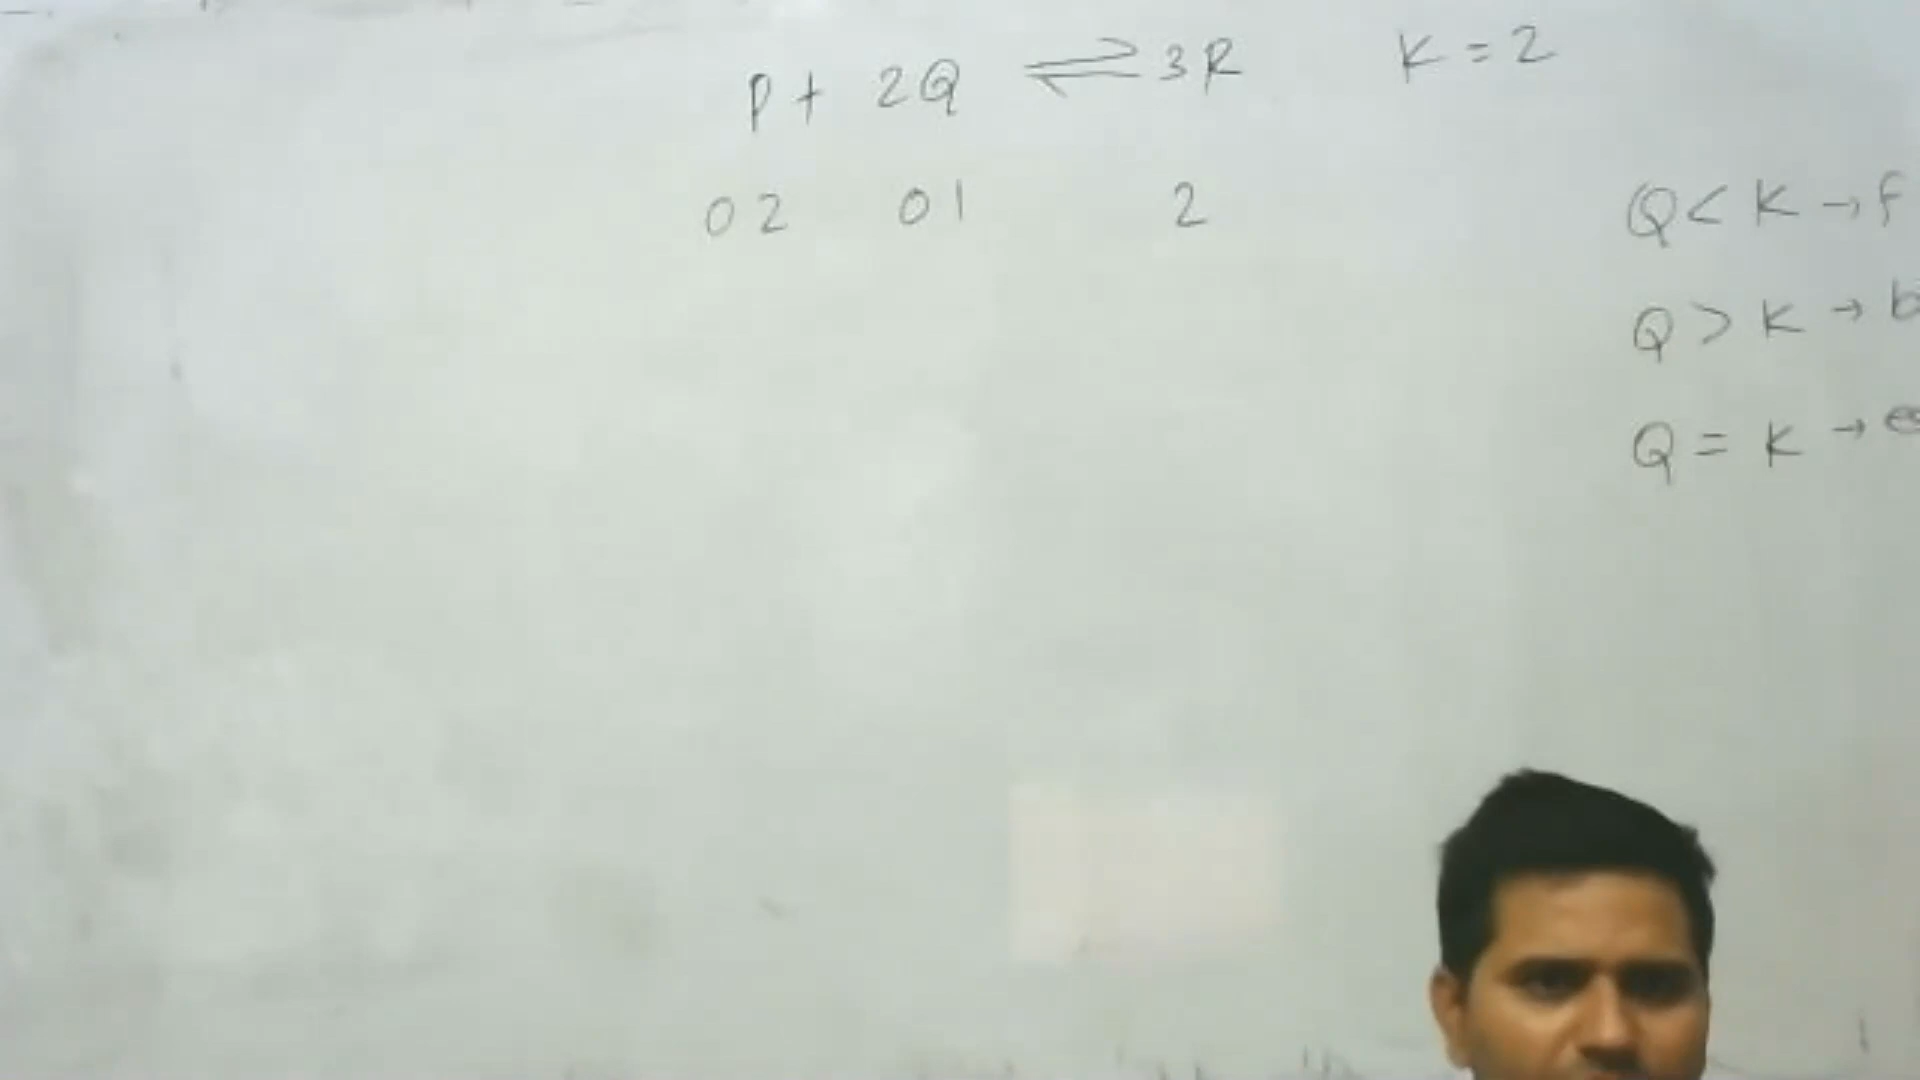 P + 2Q ⇌ 3R K = 2
02 01 2
Q < K → f
Q > K → b
Q = K → e